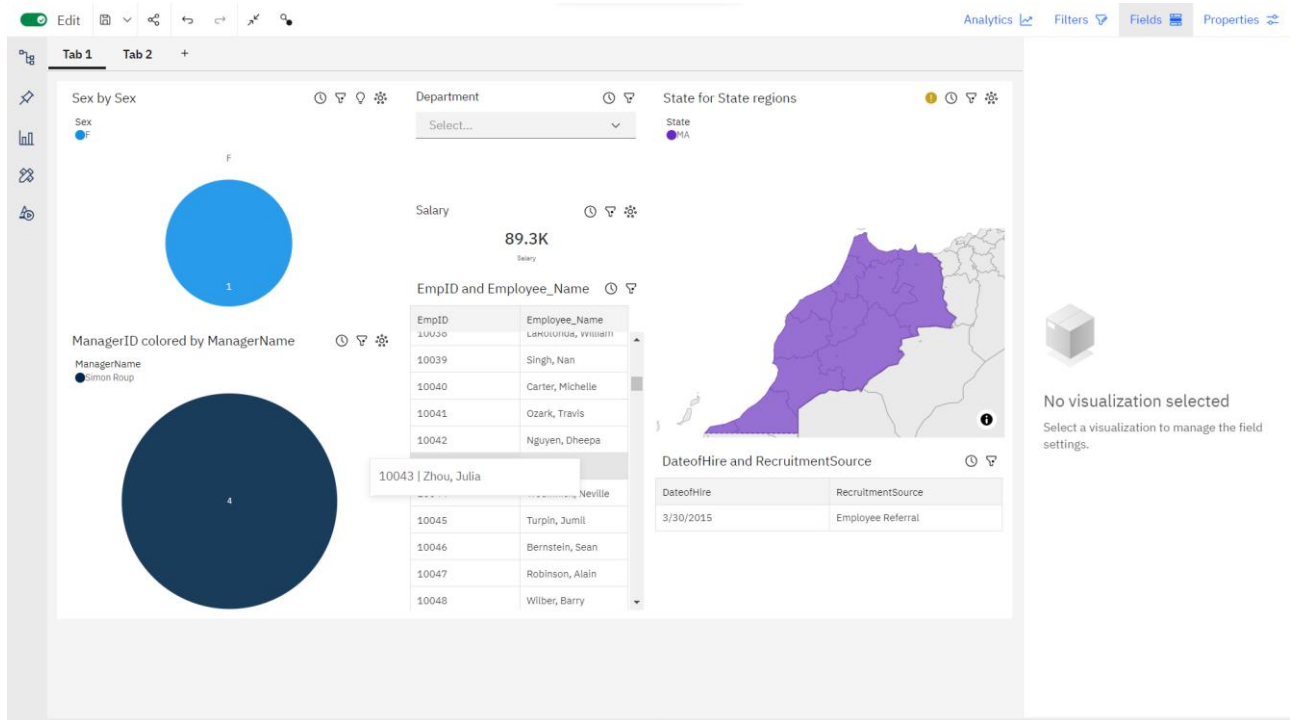 Edit
Analytics
Filters
Fields
Properties
Tab 1
Tab 2
+
Sex by Sex
Sex
F
F
1
ManagerID colored by ManagerName
ManagerName
Simon Roup
4
Department
Select...
Salary
89.3K
Salary
EmpID and Employee_Name
EmpID Employee_Name
10038 LaRotonda, William
10039 Singh, Nan
10040 Carter, Michelle
10041 Ozark, Travis
10042 Nguyen, Dheepa
10043 | Zhou, Julia
Neville
10045 Turpin, Jumil
10046 Bernstein, Sean
10047 Robinson, Alain
10048 Wilber, Barry
State for State regions
State
MA
DateofHire and RecruitmentSource
DateofHire RecruitmentSource
3/30/2015 Employee Referral
No visualization selected
Select a visualization to manage the field
settings.